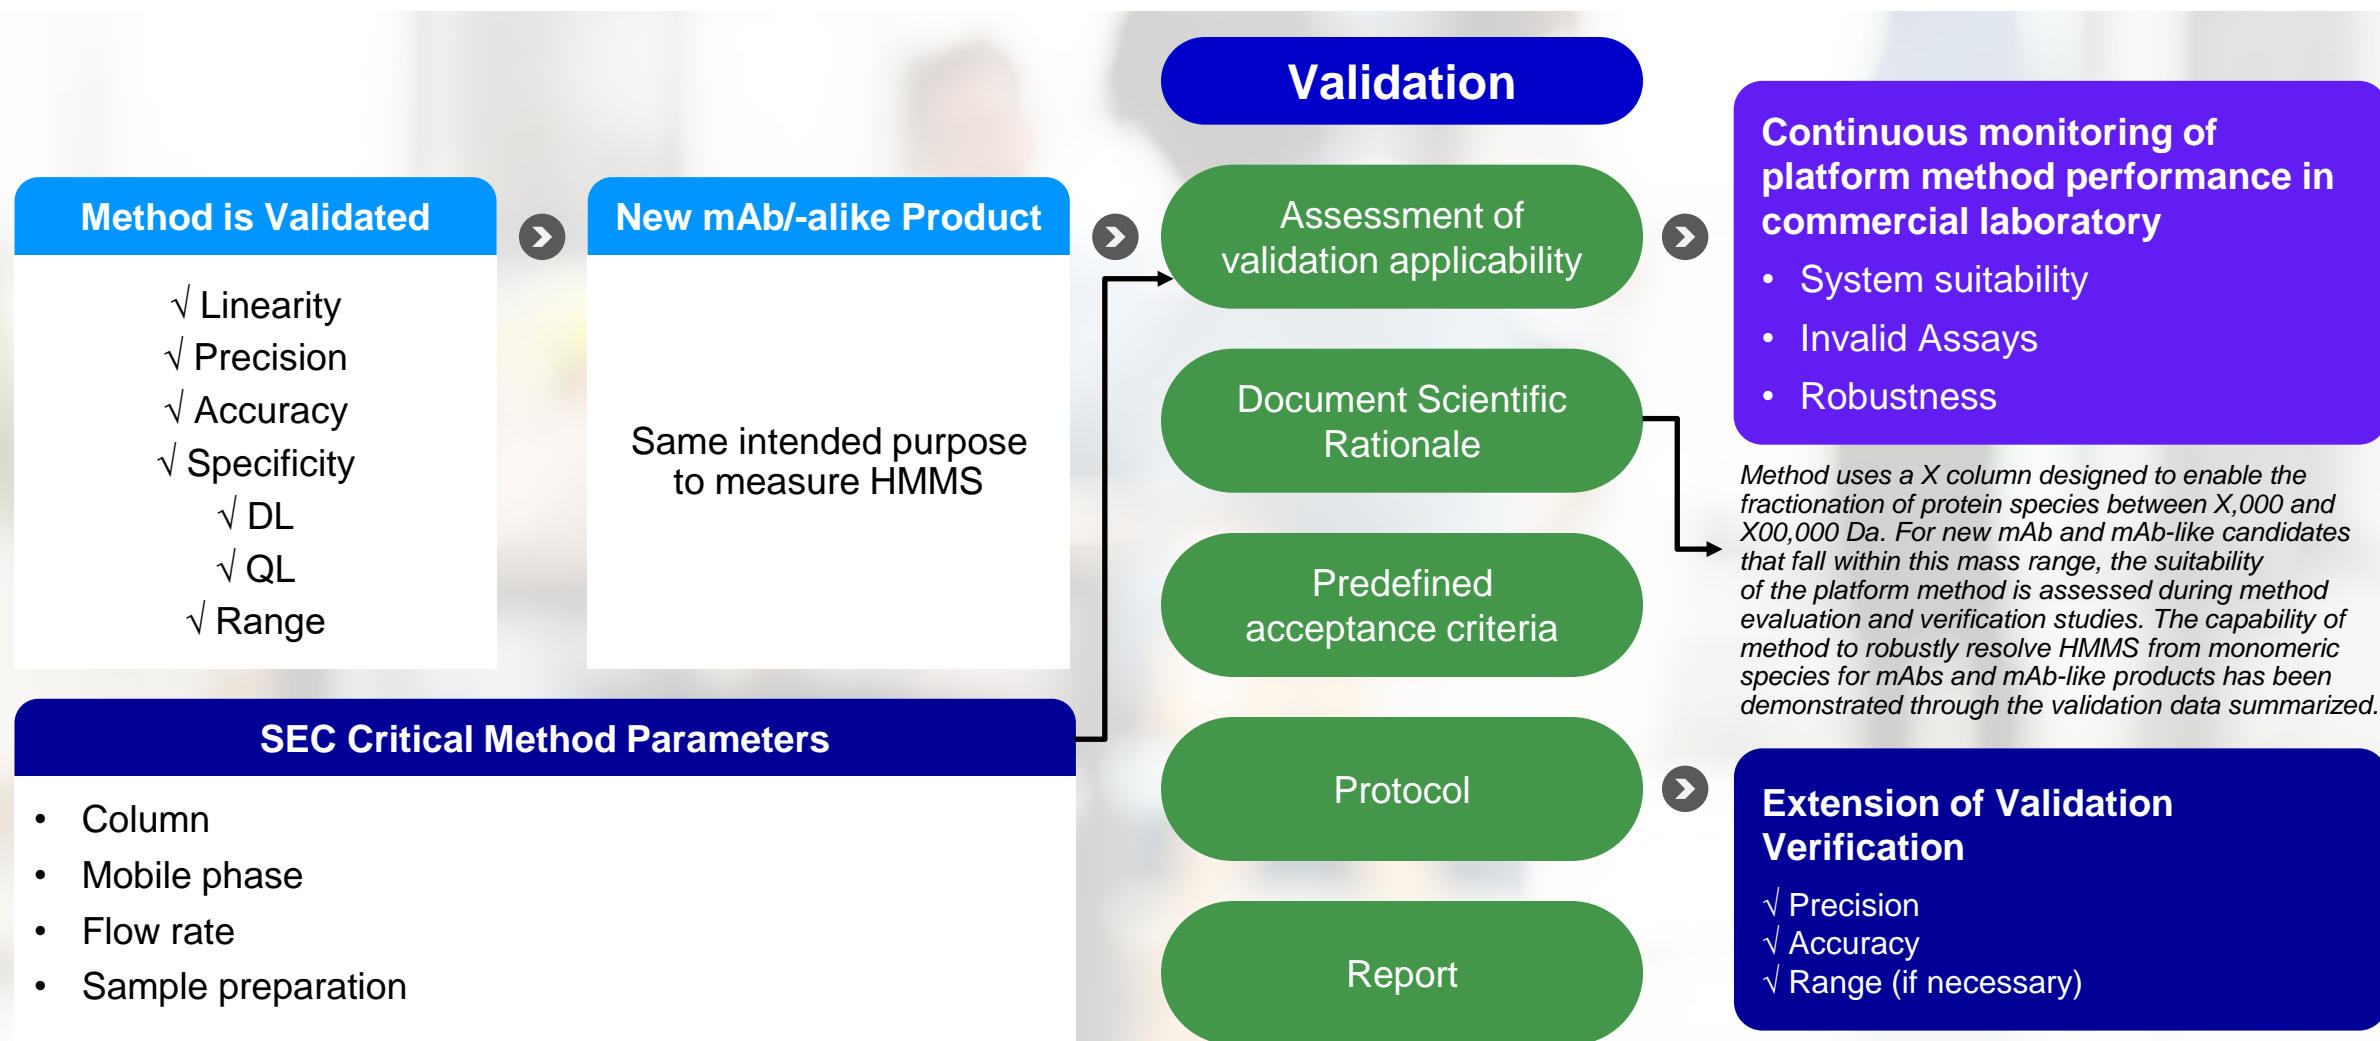 Validation
Method is Validated
√ Linearity
√ Precision
√ Accuracy
√ Specificity
√ DL
√ QL
√ Range
New mAb/-alike Product
Same intended purpose
to measure HMMS
SEC Critical Method Parameters
• Column
• Mobile phase
• Flow rate
• Sample preparation
Assessment of
validation applicability
Document Scientific
Rationale
Predefined
acceptance criteria
Protocol
Report
Continuous monitoring of
platform method performance in
commercial laboratory
• System suitability
• Invalid Assays
• Robustness
Method uses a X column designed to enable the
fractionation of protein species between X,000 and
X00,000 Da. For new mAb and mAb-like candidates
that fall within this mass range, the suitability
of the platform method is assessed during method
evaluation and verification studies. The capability of
method to robustly resolve HMMS from monomeric
species for mAbs and mAb-like products has been
demonstrated through the validation data summarized.
Extension of Validation
Verification
√ Precision
√ Accuracy
√ Range (if necessary)